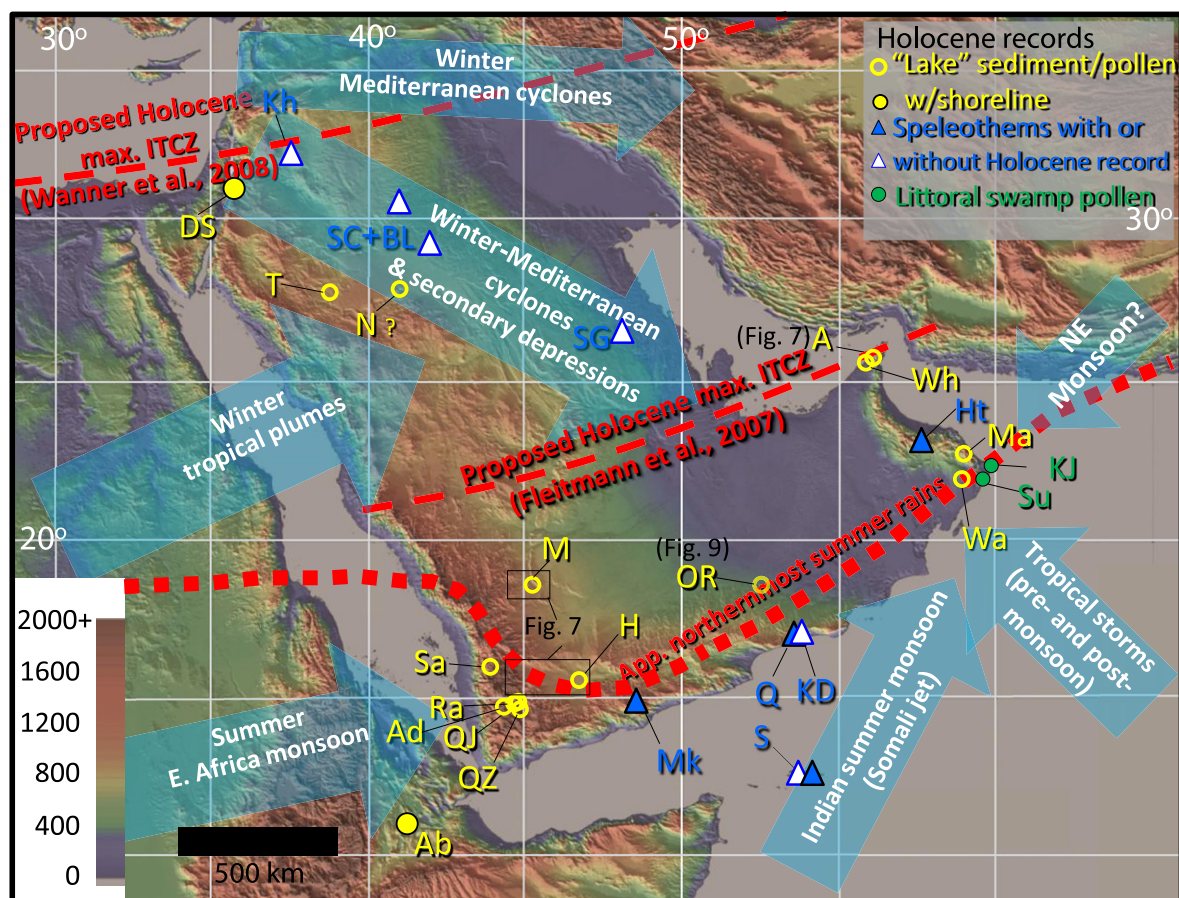 30o
40o
50o
Holocene records
"Lake" sediment/pollen
w/shoreline
Speleothems with or
without Holocene record
Littoral swamp pollen
Winter
Mediterranean cyclones
Kh
Proposed Holocene
max. ITCZ
(Wanner et al., 2008)
DS
SC+BL
30o
Winter-Mediterranean
cyclones
& secondary depressions
T
N ?
SG
(Fig. 7)
A
Wh
NE
Monsoon?
Winter
tropical plumes
Proposed Holocene max. ITCZ
(Fleitmann et al., 2007)
Ht
Ma
KJ
Su
Wa
20o
M
(Fig. 9)
OR
App. northernmost summer rains
Tropical storms
(pre- and post-
monsoon)
Fig. 7
H
Sa
Ra
Ad
QJ
QZ
Q
KD
Mk
S
Summer
E. Africa monsoon
Indian summer monsoon
(Somali jet)
Ab
2000+
1600
1200
800
400
0
500 km